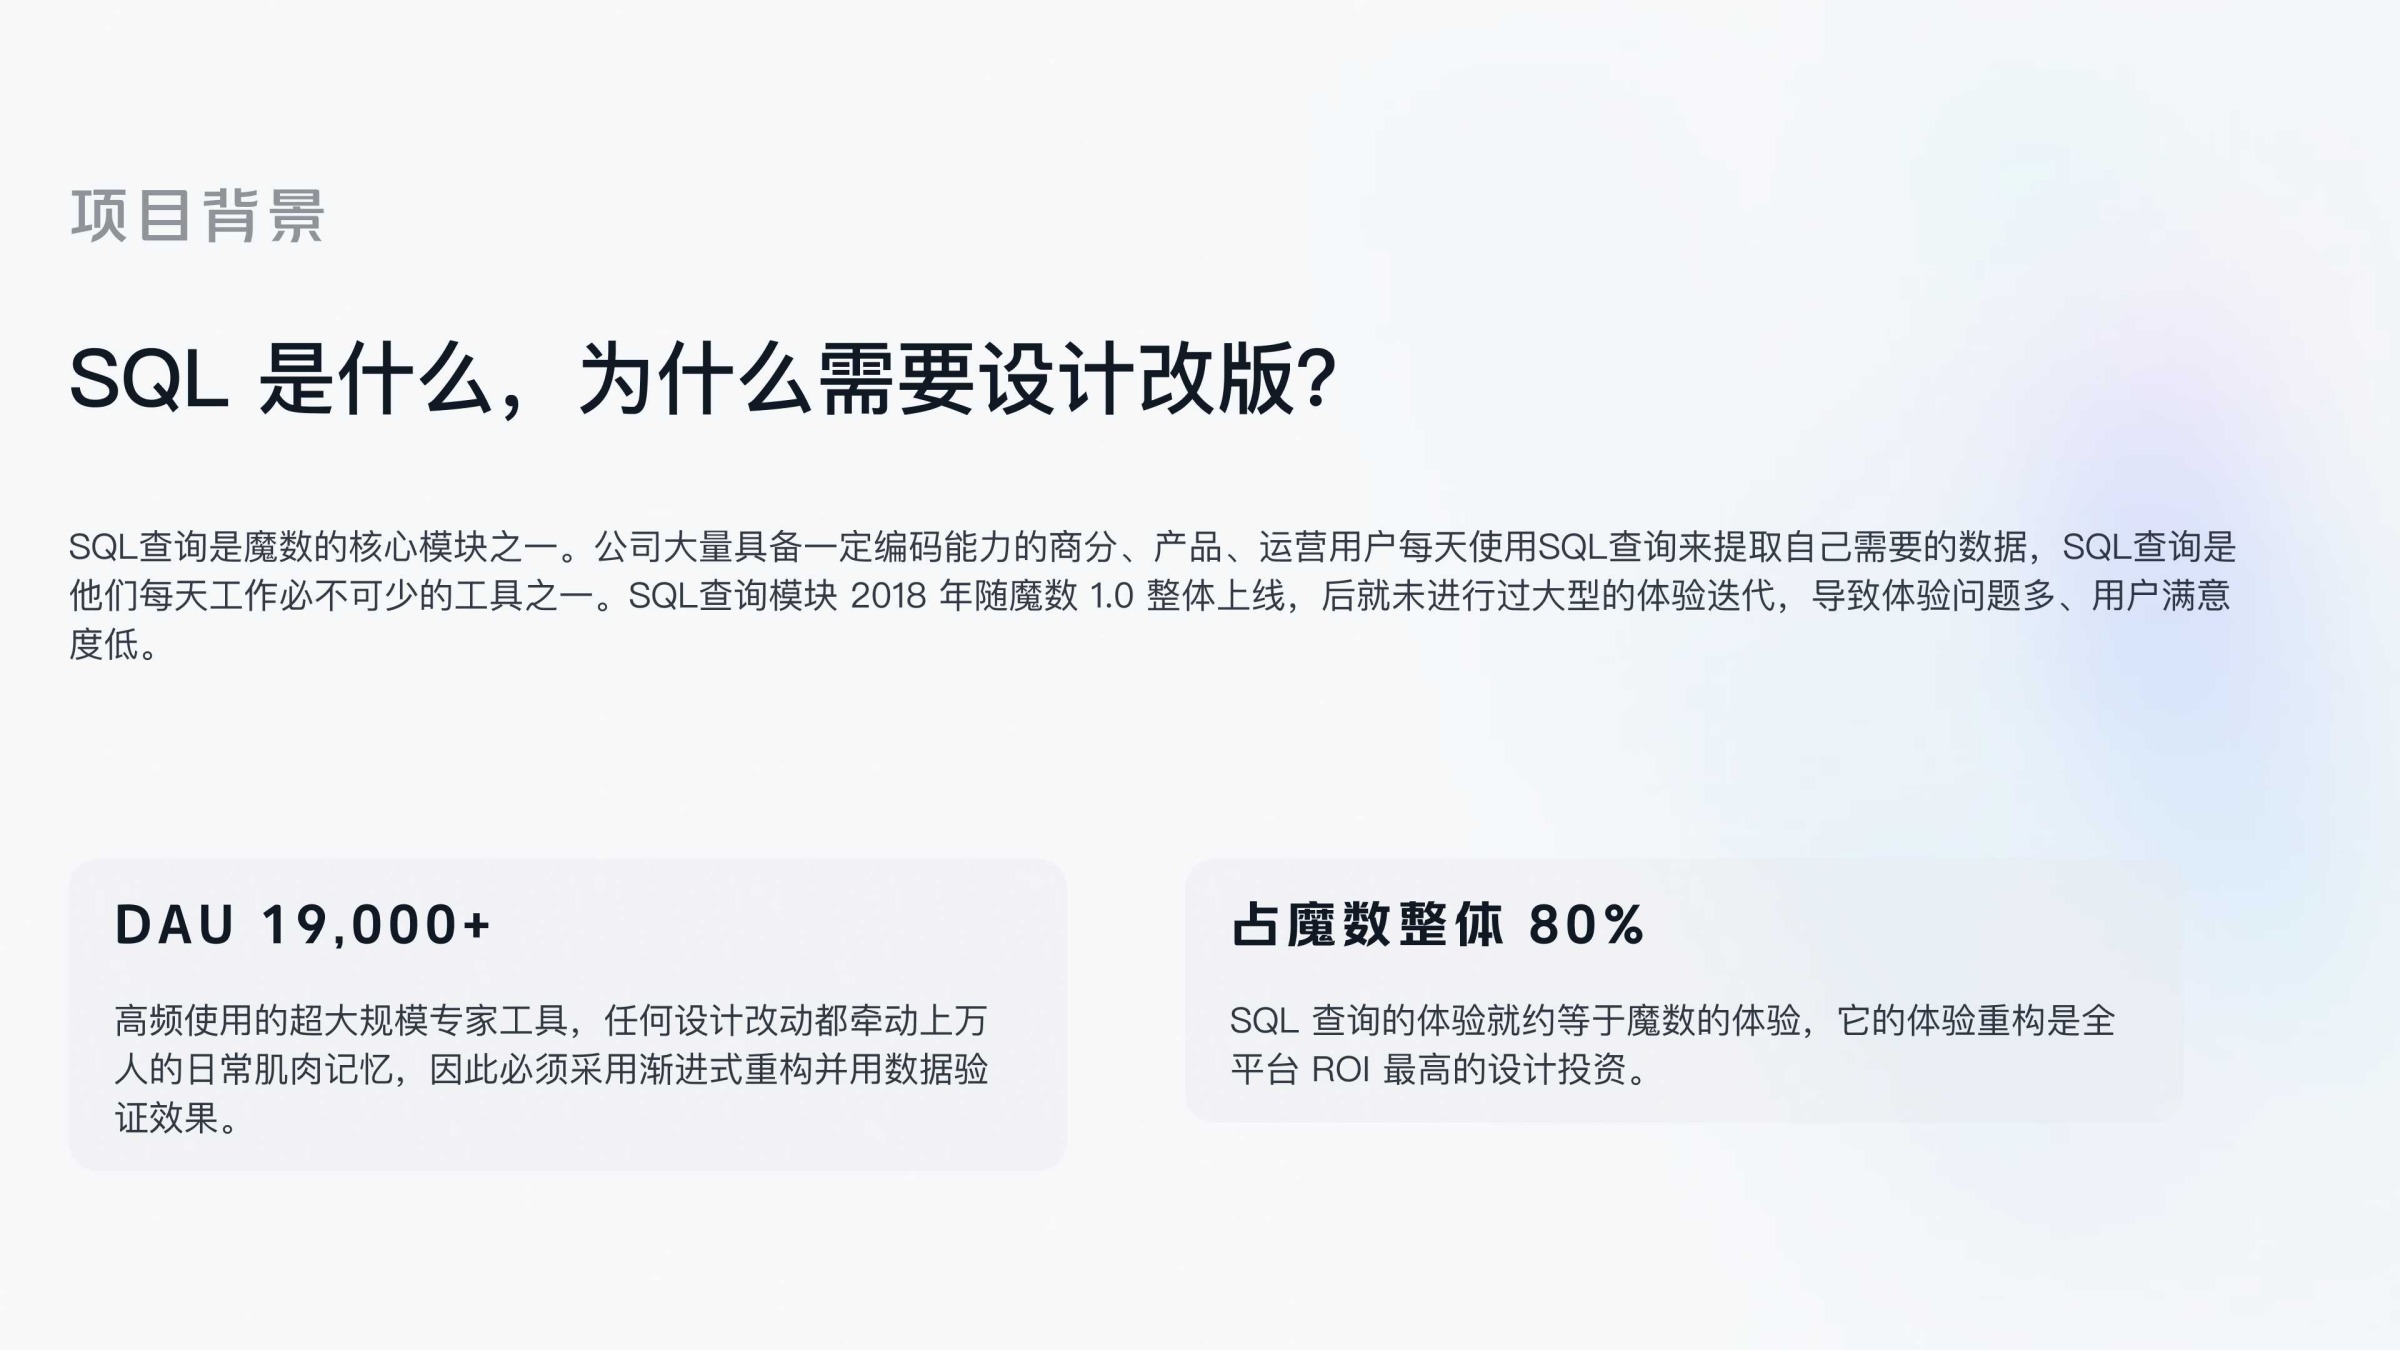 项目背景
SQL 是什么，为什么需要设计改版？
SQL查询是魔数的核心模块之一。公司大量具备一定编码能力的商分、产品、运营用户每天使用SQL查询来提取自己需要的数据，SQL查询是
他们每天工作必不可少的工具之一。SQL查询模块 2018 年随魔数 1.0 整体上线，后就未进行过大型的体验迭代，导致体验问题多、用户满意
度低。
DAU 19,000+
高频使用的超大规模专家工具，任何设计改动都牵动上万
人的日常肌肉记忆，因此必须采用渐进式重构并用数据验
证效果。
占魔数整体 80%
SQL 查询的体验就约等于魔数的体验，它的体验重构是全
平台 ROI 最高的设计投资。